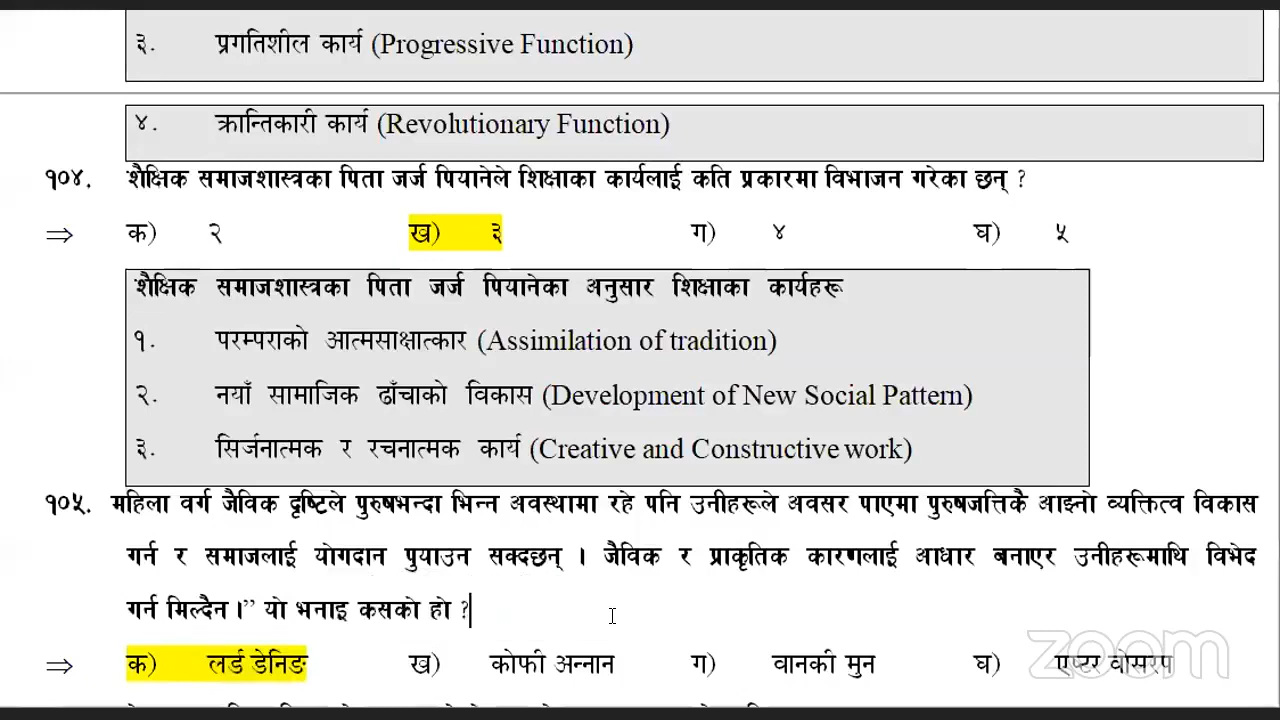 ३. प्रगतिशील कार्य (Progressive Function)
४. क्रान्तिकारी कार्य (Revolutionary Function)
१०४. शैक्षिक समाजशास्त्रका पिता जर्ज पियानेले शिक्षाका कार्यलाई कति प्रकारमा विभाजन गरेका छन् ?
⇒ क) २ ख) ३ ग) ४ घ) ५
शैक्षिक समाजशास्त्रका पिता जर्ज पियानेका अनुसार शिक्षाका कार्यहरू
१. परम्पराको आत्मसाक्षात्कार (Assimilation of tradition)
२. नयाँ सामाजिक ढाँचाको विकास (Development of New Social Pattern)
३. सिर्जनात्मक र रचनात्मक कार्य (Creative and Constructive work)
१०५. महिला वर्ग जैविक दृष्टिले पुरुषभन्दा भिन्न अवस्थामा रहे पनि उनीहरूले अवसर पाएमा पुरुषजत्तिकै आफ्नो व्यक्तित्व विकास
गर्न र समाजलाई योगदान पुर्‍याउन सक्दछन् । जैविक र प्राकृतिक कारणलाई आधार बनाएर उनीहरूमाथि विभेद
गर्न मिल्दैन ।” यो भनाइ कसको हो ?
⇒ क) लर्ड डेनिङ ख) कोफी अन्नान ग) वानकी मुन घ)
zoom